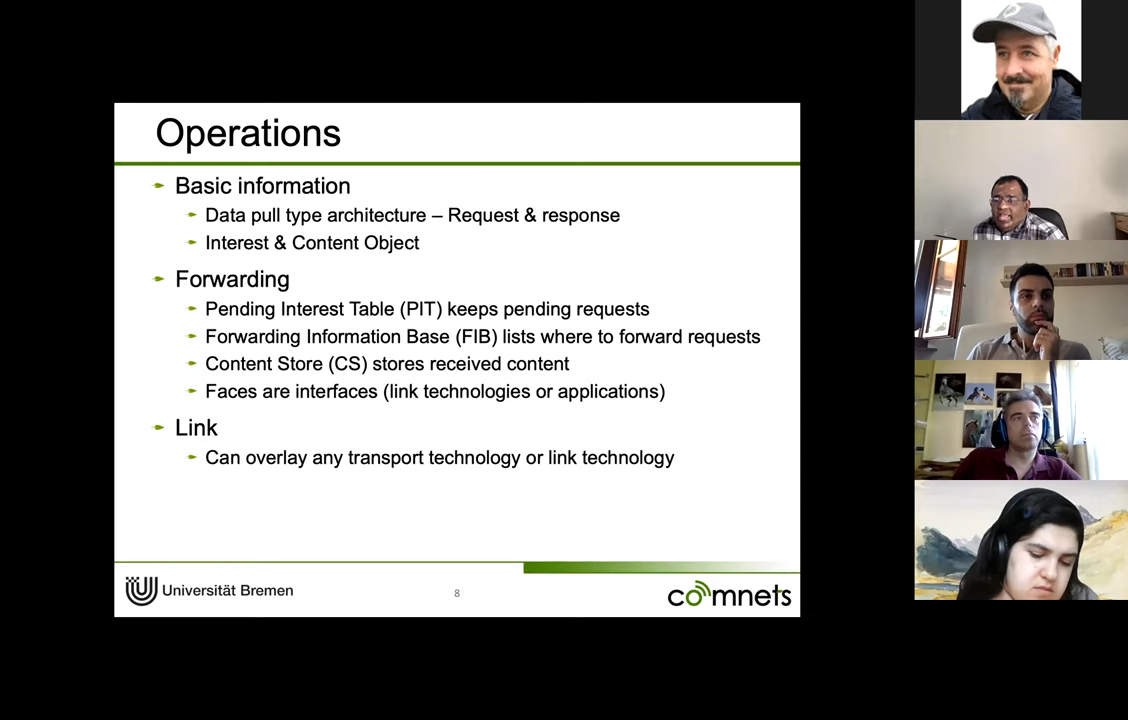 Operations
Basic information
Data pull type architecture – Request & response
Interest & Content Object
Forwarding
Pending Interest Table (PIT) keeps pending requests
Forwarding Information Base (FIB) lists where to forward requests
Content Store (CS) stores received content
Faces are interfaces (link technologies or applications)
Link
Can overlay any transport technology or link technology
Universität Bremen
8
comnets